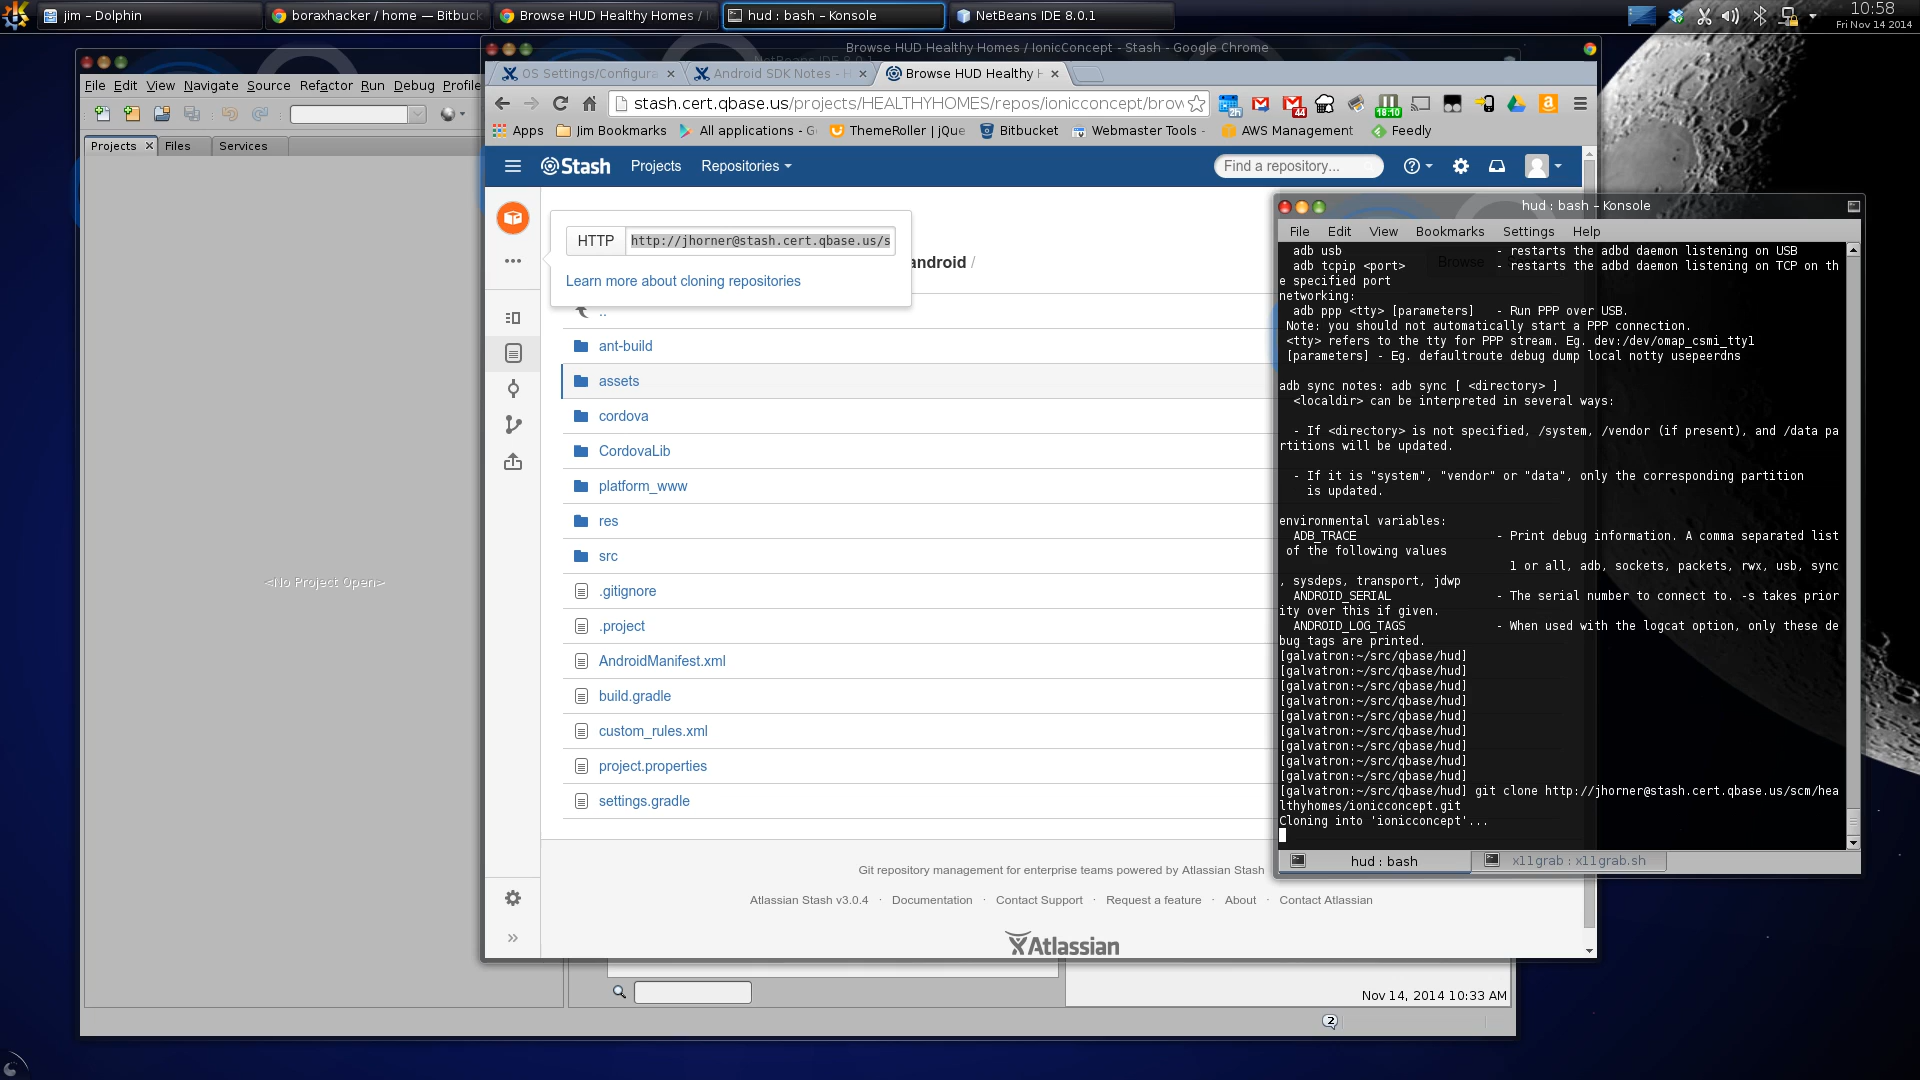 jim – Dolphin
boraxhacker / home — Bitbuck
Browse HUD Healthy Homes / I
hud : bash – Konsole
NetBeans IDE 8.0.1
10:58
Fri Nov 14 2014
NetBeans IDE 8.0.1
File Edit View Navigate Source Refactor Run Debug Profile
Projects
Files
Services
<No Project Open>
Nov 14, 2014 10:33 AM
2
Browse HUD Healthy Homes / IonicConcept - Stash - Google Chrome
OS Settings/Configura
Android SDK Notes - H
Browse HUD Healthy H
stash.cert.qbase.us/projects/HEALTHYHOMES/repos/ionicconcept/brow
2h
44
18:10
Apps
Jim Bookmarks
All applications - G
ThemeRoller | jQue
Bitbucket
Webmaster Tools -
AWS Management
Feedly
Stash
Projects
Repositories
Find a repository...
HTTP
http://jhorner@stash.cert.qbase.us/s
Learn more about cloning repositories
android /
..
ant-build
assets
cordova
CordovaLib
platform_www
res
src
.gitignore
.project
AndroidManifest.xml
build.gradle
custom_rules.xml
project.properties
settings.gradle
Git repository management for enterprise teams powered by Atlassian Stash
Atlassian Stash v3.0.4 · Documentation · Contact Support · Request a feature · About · Contact Atlassian
Atlassian
hud : bash – Konsole
File Edit View Bookmarks Settings Help
Browse
  adb usb                      - restarts the adbd daemon listening on USB
  adb tcpip <port>             - restarts the adbd daemon listening on TCP on th
e specified port
networking:
  adb ppp <tty> [parameters]   - Run PPP over USB.
 Note: you should not automatically start a PPP connection.
 <tty> refers to the tty for PPP stream. Eg. dev:/dev/omap_csmi_tty1
 [parameters] - Eg. defaultroute debug dump local notty usepeerdns
adb sync notes: adb sync [ <directory> ]
  <localdir> can be interpreted in several ways:
  - If <directory> is not specified, /system, /vendor (if present), and /data pa
rtitions will be updated.
  - If it is "system", "vendor" or "data", only the corresponding partition
    is updated.
environmental variables:
  ADB_TRACE                    - Print debug information. A comma separated list
 of the following values
                                 1 or all, adb, sockets, packets, rwx, usb, sync
, sysdeps, transport, jdwp
  ANDROID_SERIAL               - The serial number to connect to. -s takes prior
ity over this if given.
  ANDROID_LOG_TAGS             - When used with the logcat option, only these de
bug tags are printed.
[galvatron:~/src/qbase/hud]
[galvatron:~/src/qbase/hud]
[galvatron:~/src/qbase/hud]
[galvatron:~/src/qbase/hud]
[galvatron:~/src/qbase/hud]
[galvatron:~/src/qbase/hud]
[galvatron:~/src/qbase/hud]
[galvatron:~/src/qbase/hud]
[galvatron:~/src/qbase/hud]
[galvatron:~/src/qbase/hud] git clone http://jhorner@stash.cert.qbase.us/scm/hea
lthyhomes/ionicconcept.git
Cloning into 'ionicconcept'...
hud : bash
x11grab : x11grab.sh